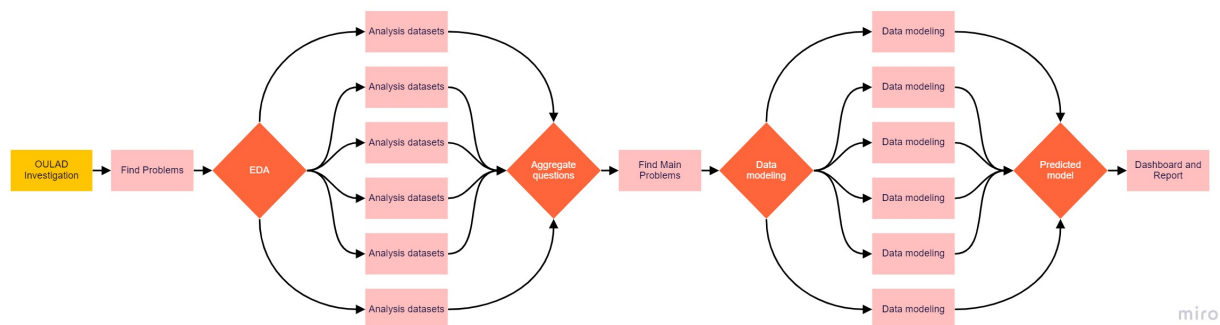 OULAD
Investigation
Find Problems
EDA
Analysis datasets
Analysis datasets
Analysis datasets
Analysis datasets
Analysis datasets
Analysis datasets
Aggregate
questions
Find Main
Problems
Data
modeling
Data modeling
Data modeling
Data modeling
Data modeling
Data modeling
Data modeling
Predicted
model
Dashboard and
Report
miro